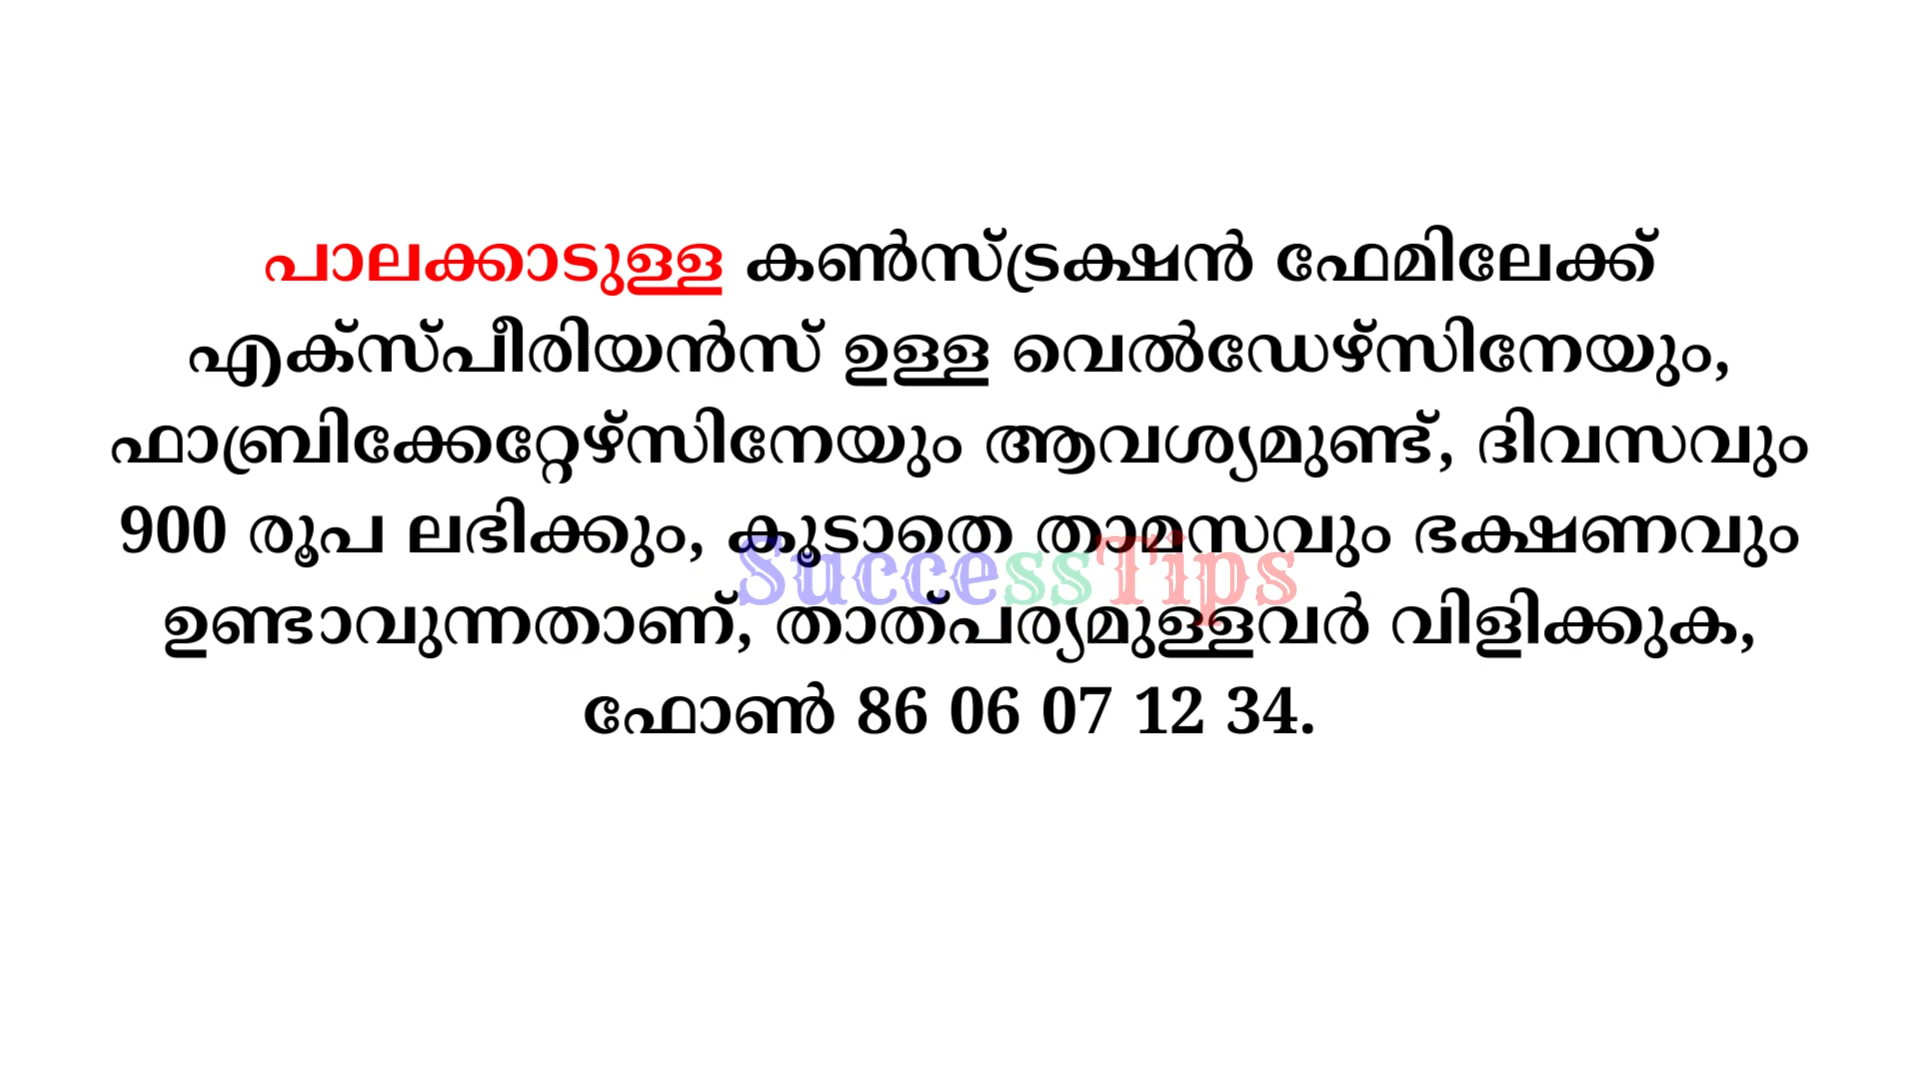 പാലക്കാടുള്ള കൺസ്ട്രക്ഷൻ ഫേമിലേക്ക്
എക്സ്പീരിയൻസ് ഉള്ള വെൽഡേഴ്സിനേയും,
ഫാബ്രിക്കേറ്റേഴ്സിനേയും ആവശ്യമുണ്ട്, ദിവസവും
900 രൂപ ലഭിക്കും, കൂടാതെ താമസവും ഭക്ഷണവും
SuccessTips
ഉണ്ടാവുന്നതാണ്, താത്പര്യമുള്ളവർ വിളിക്കുക,
ഫോൺ 86 06 07 12 34.